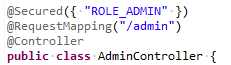 @Secured({ "ROLE_ADMIN" })
@RequestMapping("/admin")
@Controller
public class AdminController {